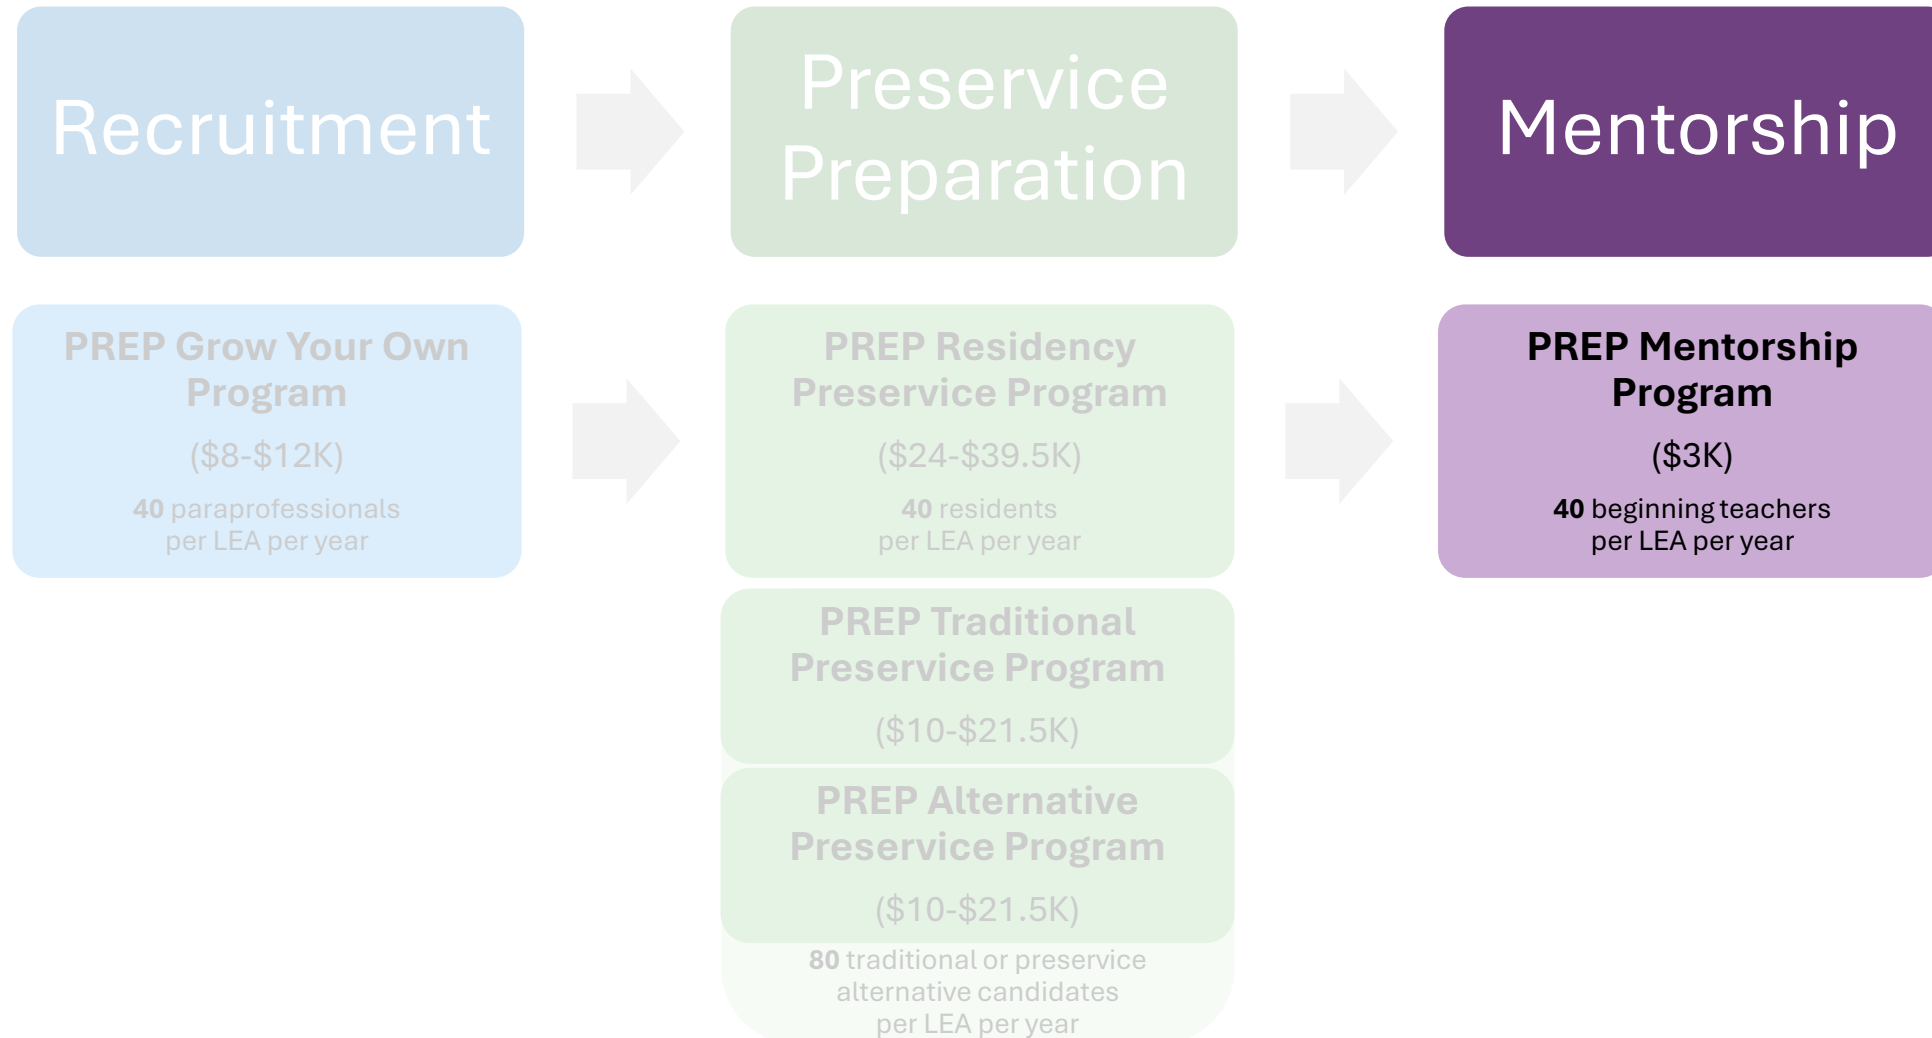 Recruitment
Preservice
Preparation
Mentorship
PREP Grow Your Own
Program
($8-$12K)
40 paraprofessionals
per LEA per year
PREP Residency
Preservice Program
($24-$39.5K)
40 residents
per LEA per year
PREP Traditional
Preservice Program
($10-$21.5K)
PREP Alternative
Preservice Program
($10-$21.5K)
80 traditional or preservice
alternative candidates
per LEA per year
PREP Mentorship
Program
($3K)
40 beginning teachers
per LEA per year